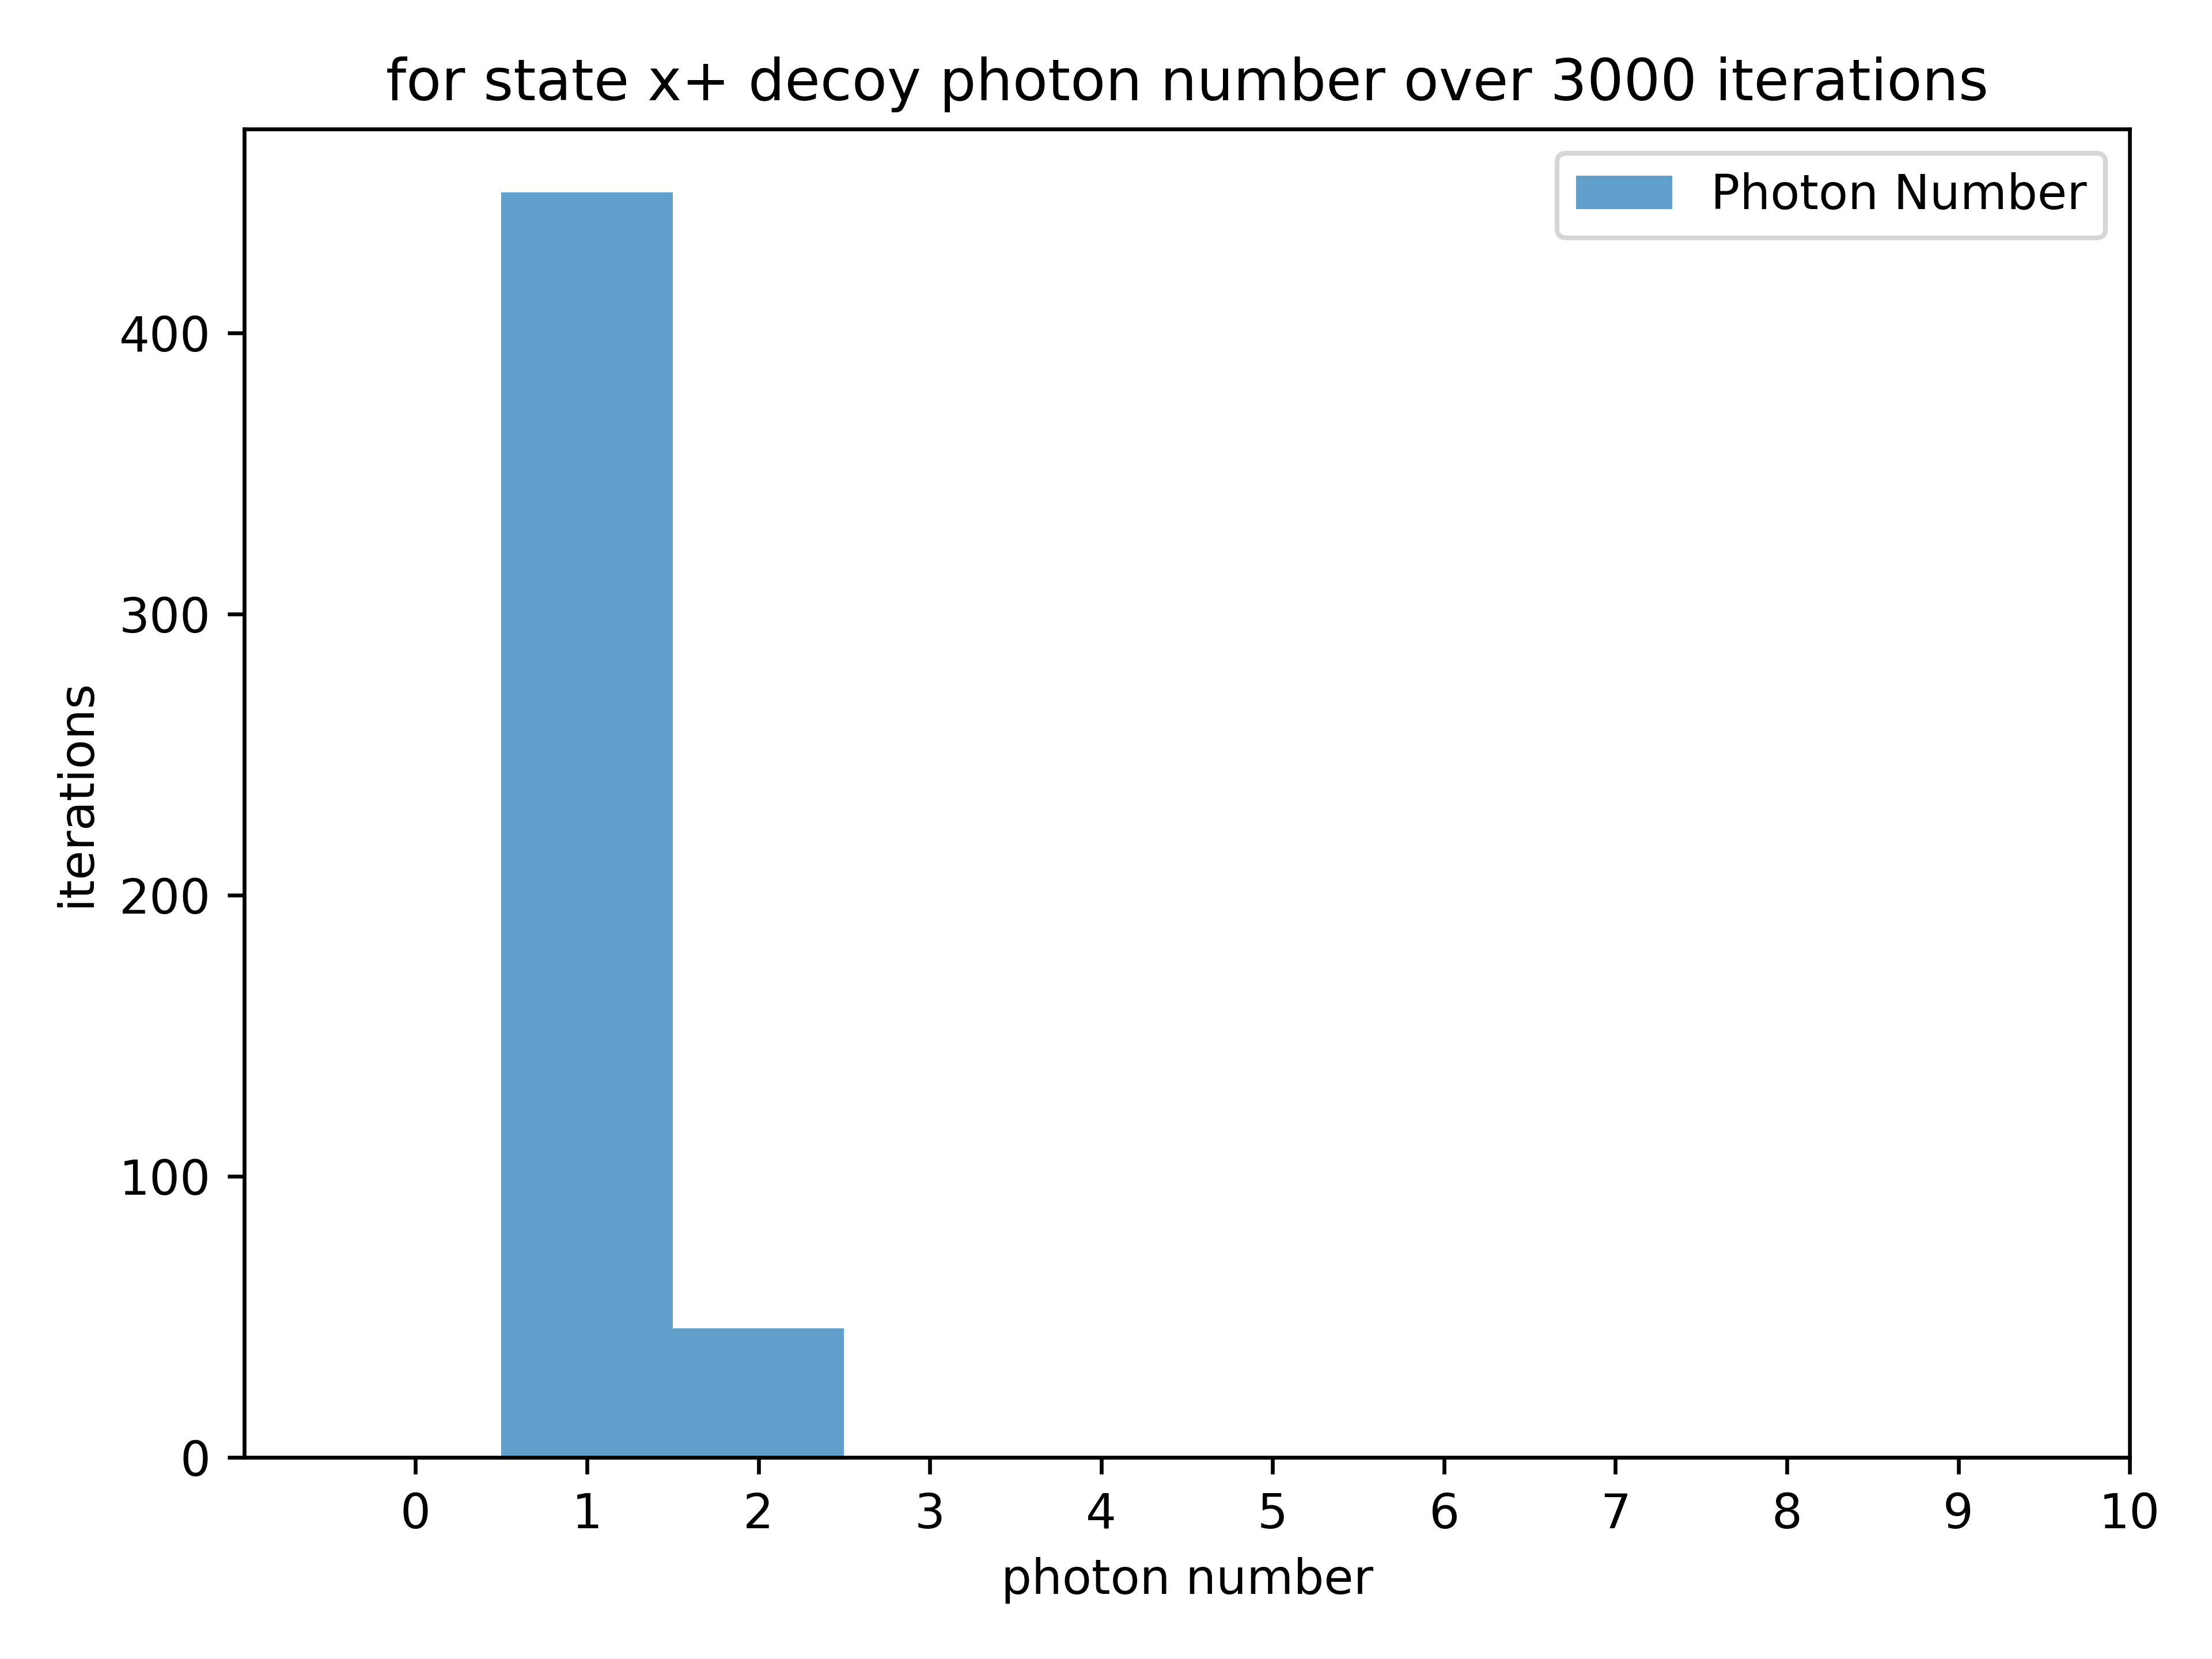 for state x+ decoy photon number over 3000 iterations
Photon Number
400
300
200
100
0
iterations
0 1 2 3 4 5 6 7 8 9 10
photon number